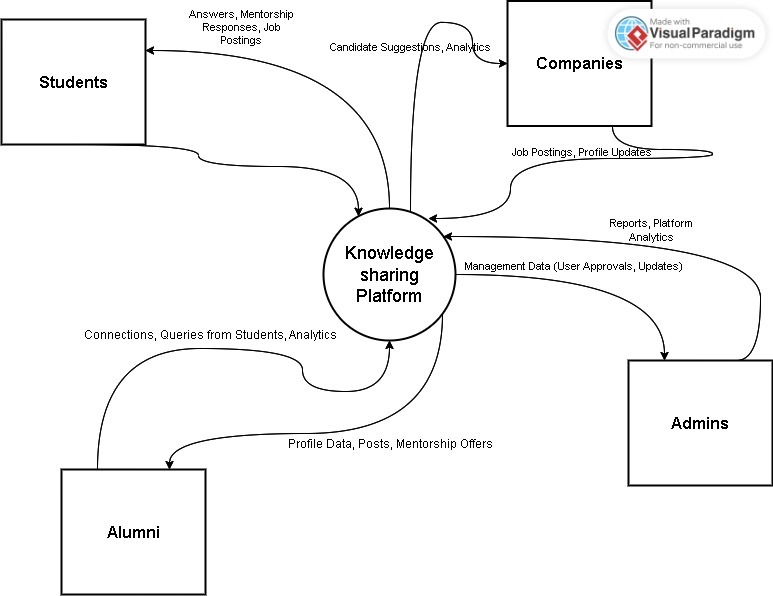 Answers, Mentorship
Responses, Job
Postings
Made with
VisualParadigm
For non-commercial use
Students
Candidate Suggestions, Analytics
Companies
Job Postings, Profile Updates
Reports, Platform
Analytics
Knowledge
sharing
Platform
Management Data (User Approvals, Updates)
Connections, Queries from Students, Analytics
Admins
Profile Data, Posts, Mentorship Offers
Alumni